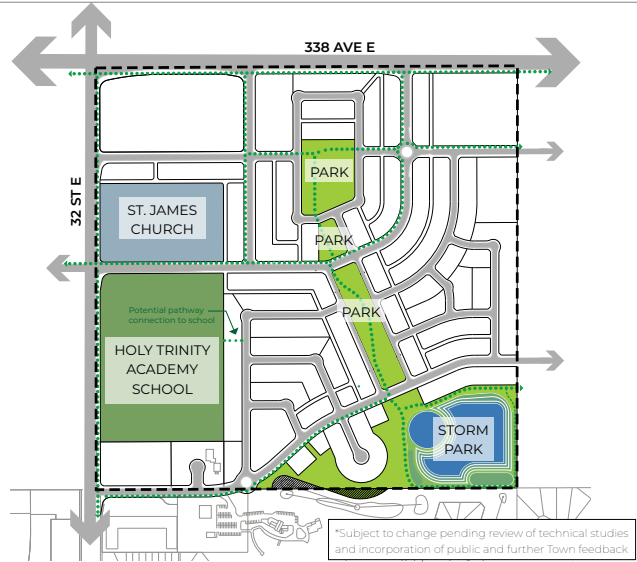 338 AVE E
32 ST E
PARK
ST. JAMES
CHURCH
PARK
PARK
Potential pathway
connection to school
HOLY TRINITY
ACADEMY
SCHOOL
STORM
PARK
*Subject to change pending review of technical studies
and incorporation of public and further Town feedback